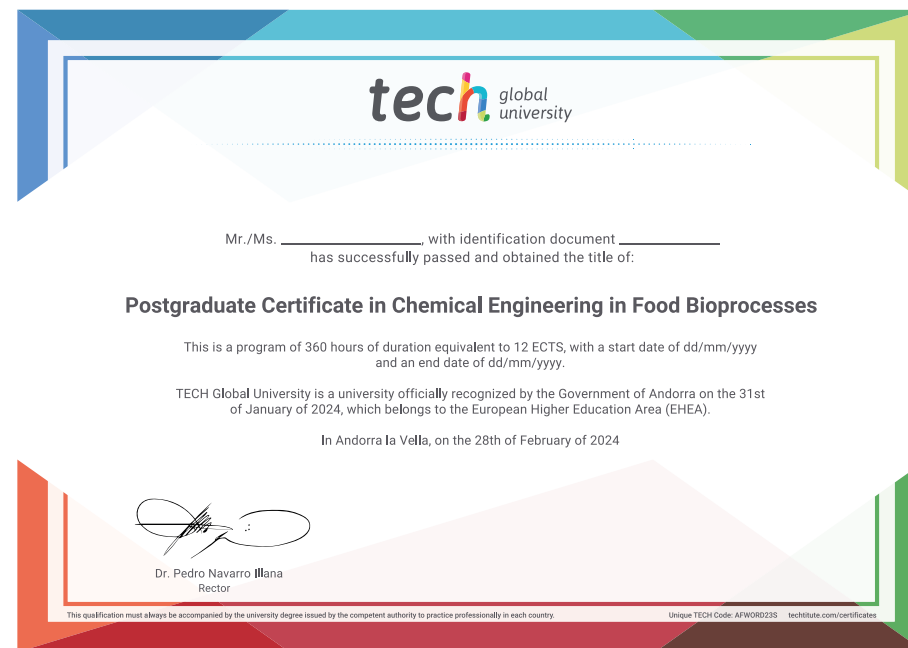 tech global
university
Mr./Ms. ____________________, with identification document ______________
has successfully passed and obtained the title of:
Postgraduate Certificate in Chemical Engineering in Food Bioprocesses
This is a program of 360 hours of duration equivalent to 12 ECTS, with a start date of dd/mm/yyyy
and an end date of dd/mm/yyyy.
TECH Global University is a university officially recognized by the Government of Andorra on the 31st
of January of 2024, which belongs to the European Higher Education Area (EHEA).
In Andorra la Vella, on the 28th of February of 2024
Dr. Pedro Navarro Illana
Rector
This qualification must always be accompanied by the university degree issued by the competent authority to practice professionally in each country. Unique TECH Code: AFWORD23S techtitute.com/certificates